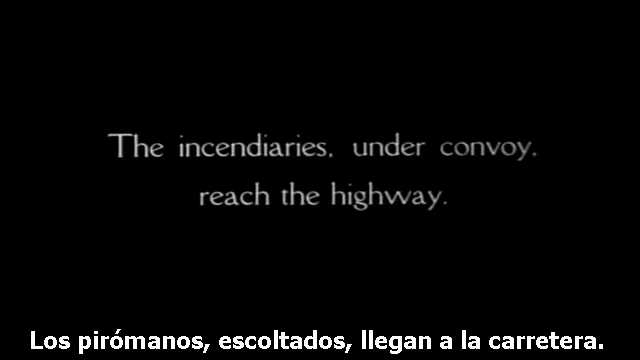 The incendiaries, under convoy,
reach the highway.
Los pirómanos, escoltados, llegan a la carretera.